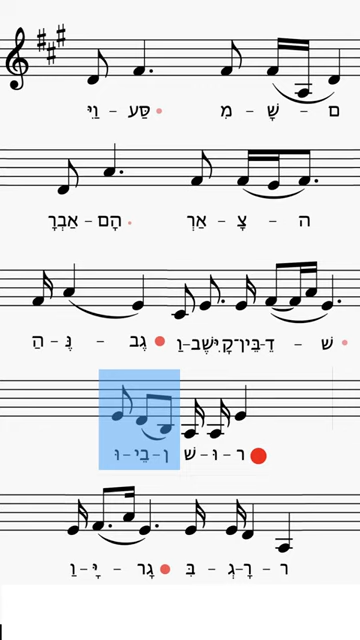 וַיִּ – סַּע מִ – שָׁ – ם
אַבְרָ – הָם אַרְ – צָ – ה
הַ – נֶּ – גֶב וַ–יֵּשֶׁב–בֵּין־קָ–דֵ – שׁ
וּ – בֵי – ן שׁ – וּ – ר
וַ – יָּ – גָר בִּ – גְ–רָ – ר